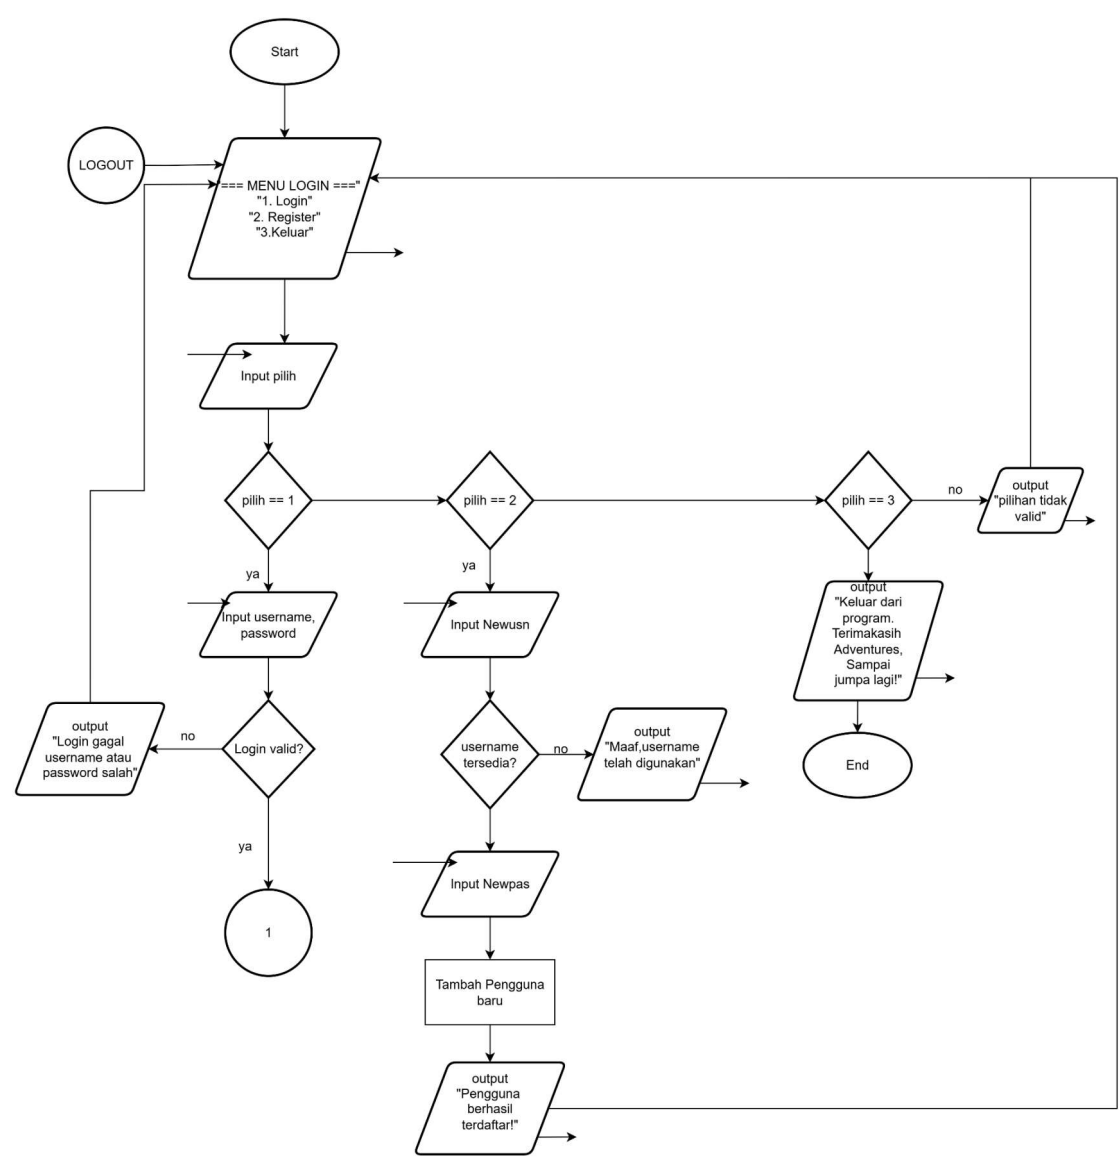 Start
LOGOUT
"=== MENU LOGIN ==="
"1. Login"
"2. Register"
"3.Keluar"
Input pilih
pilih == 1
pilih == 2
pilih == 3
no
output
"pilihan tidak
valid"
ya
ya
Input username,
password
Input Newusn
output
"Keluar dari
program.
Terimakasih
Adventures,
Sampai
jumpa lagi!"
output
"Login gagal
username atau
password salah"
no
Login valid?
username
tersedia?
no
output
"Maaf,username
telah digunakan"
End
ya
Input Newpas
1
Tambah Pengguna
baru
output
"Pengguna
berhasil
terdaftar!"